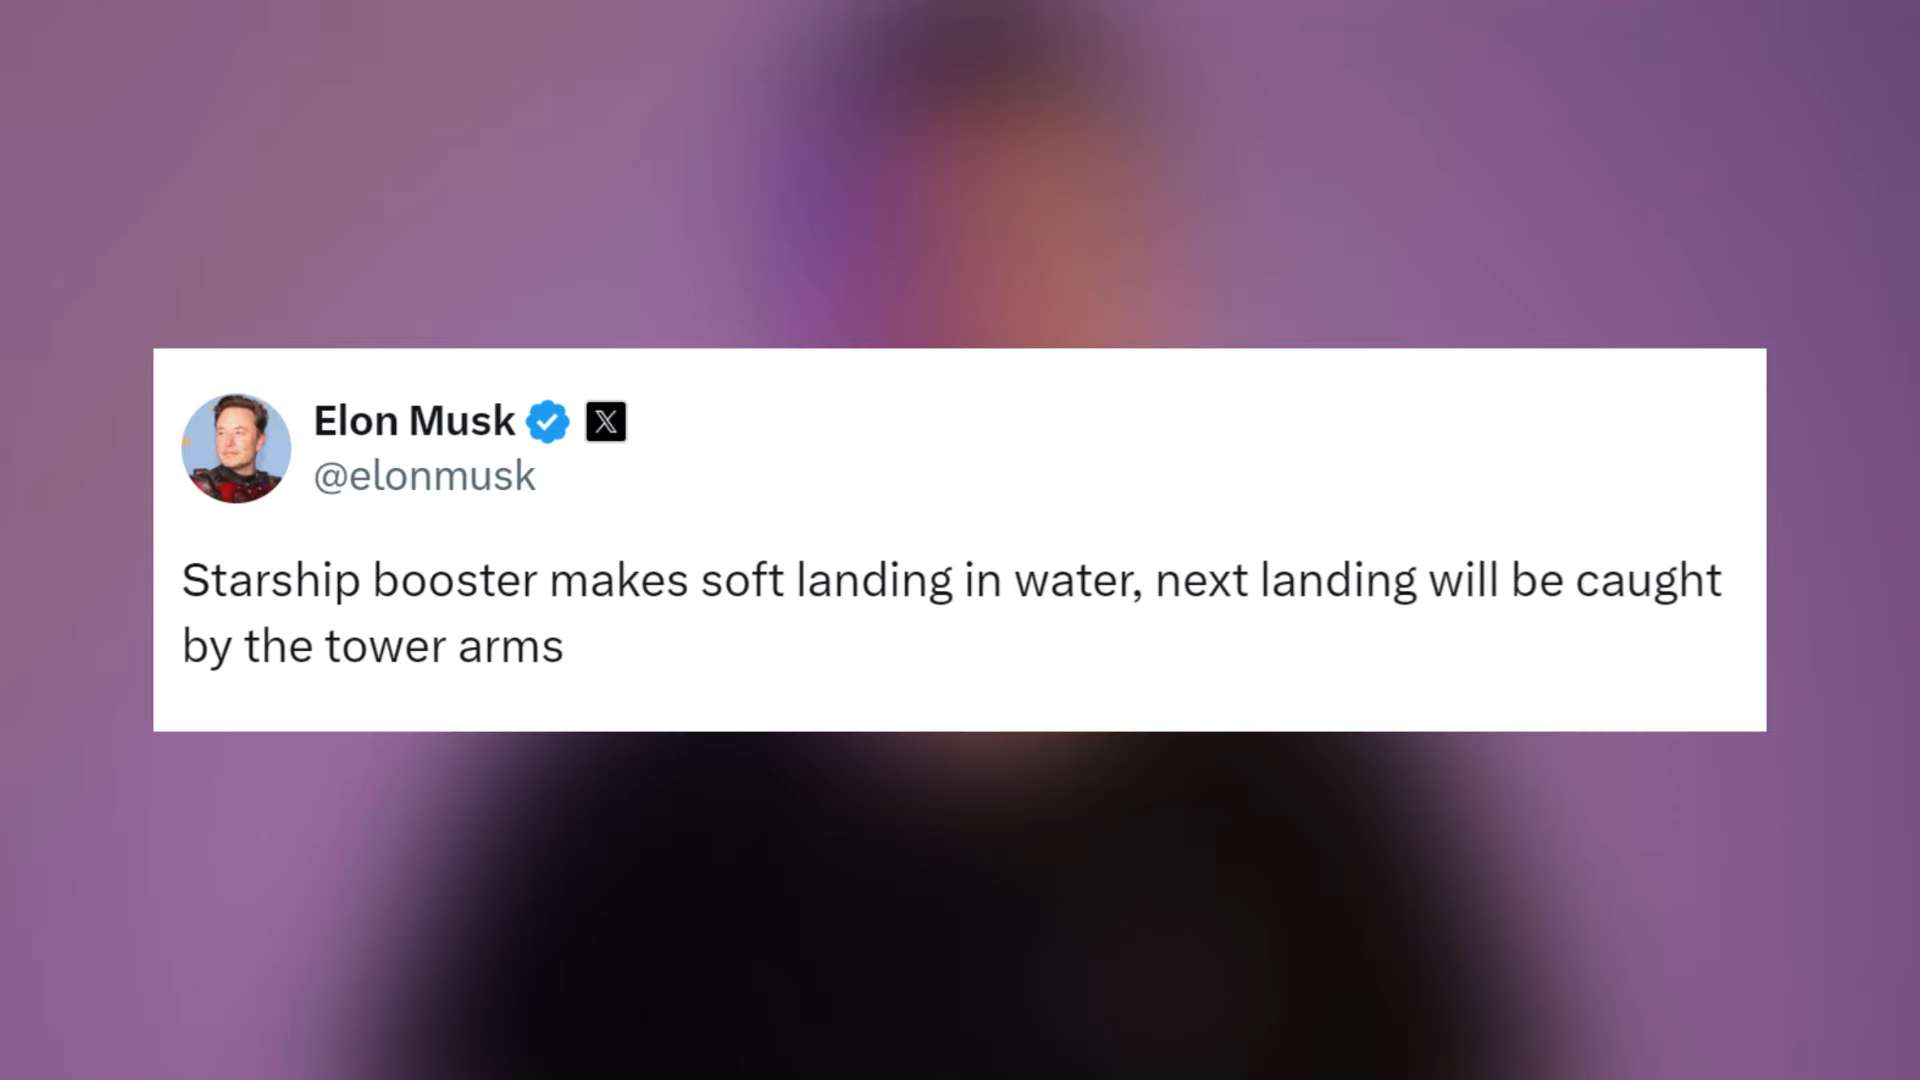 Elon Musk
@elonmusk
Starship booster makes soft landing in water, next landing will be caught
by the tower arms